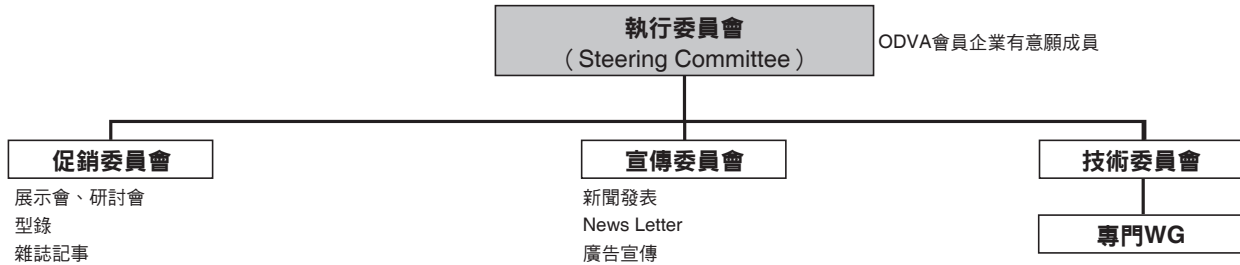 執行委員會
（Steering Committee）
ODVA會員企業有意願成員
促銷委員會
展示會、研討會
型錄
雜誌記事
宣傳委員會
新聞發表
News Letter
廣告宣傳
技術委員會
專門WG